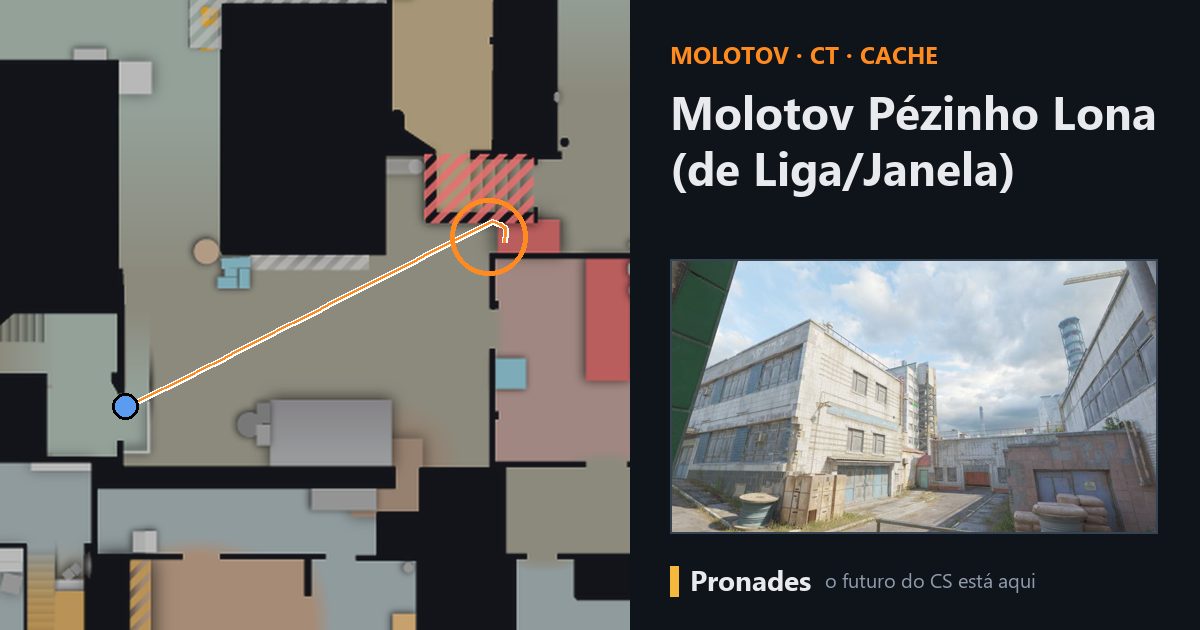 MOLOTOV · CT · CACHE
Molotov Pézinho Lona
(de Liga/Janela)
Pronades o futuro do CS está aqui